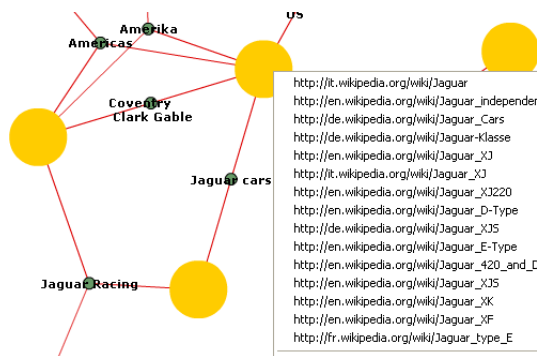 US
Amerika
Americas
Coventry
Clark Gable
Jaguar cars
Jaguar Racing
http://it.wikipedia.org/wiki/Jaguar
http://en.wikipedia.org/wiki/Jaguar_independen
http://de.wikipedia.org/wiki/Jaguar_Cars
http://de.wikipedia.org/wiki/Jaguar-Klasse
http://en.wikipedia.org/wiki/Jaguar_XJ
http://it.wikipedia.org/wiki/Jaguar_XJ
http://en.wikipedia.org/wiki/Jaguar_XJ220
http://en.wikipedia.org/wiki/Jaguar_D-Type
http://de.wikipedia.org/wiki/Jaguar_XJS
http://en.wikipedia.org/wiki/Jaguar_E-Type
http://en.wikipedia.org/wiki/Jaguar_420_and_D
http://en.wikipedia.org/wiki/Jaguar_XJS
http://en.wikipedia.org/wiki/Jaguar_XK
http://en.wikipedia.org/wiki/Jaguar_XF
http://fr.wikipedia.org/wiki/Jaguar_type_E